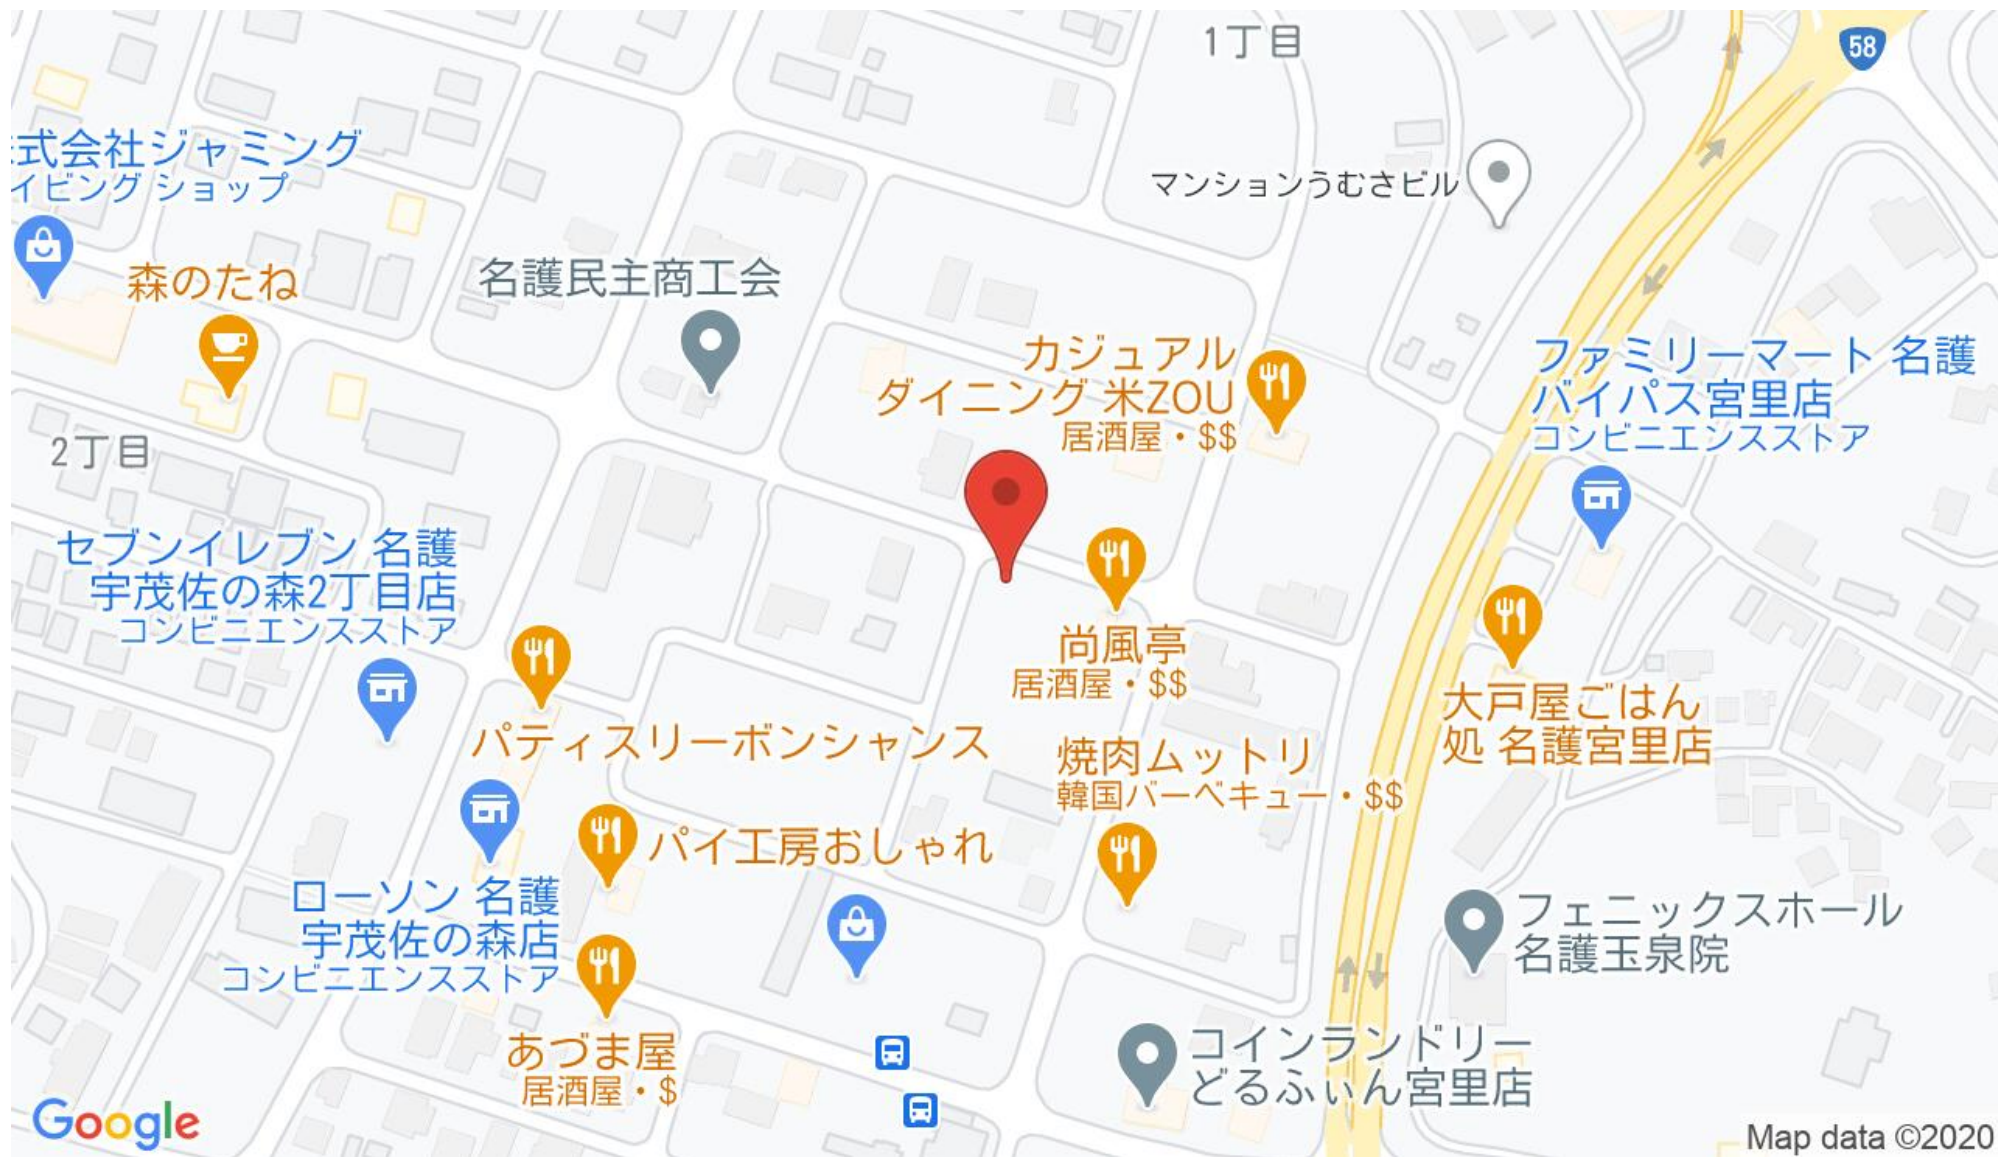 1丁目
58
式会社ジャミング
イビング ショップ
マンションうむさビル
森のたね
名護民主商工会
カジュアル
ダイニング 米ZOU
居酒屋・$$
ファミリーマート 名護
バイパス宮里店
コンビニエンスストア
2丁目
セブンイレブン 名護
宇茂佐の森2丁目店
コンビニエンスストア
尚風亭
居酒屋・$$
大戸屋ごはん
処 名護宮里店
パティスリーボンシャンス
焼肉ムットリ
韓国バーベキュー・$$
パイ工房おしゃれ
ローソン 名護
宇茂佐の森店
コンビニエンスストア
フェニックスホール
名護玉泉院
あづま屋
居酒屋・$
コインランドリー
どるふぃん宮里店
Google
Map data ©2020